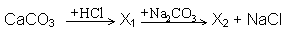 CaCO₃ +HCl→ X₁ +Na₂CO₃→ X₂ + NaCl